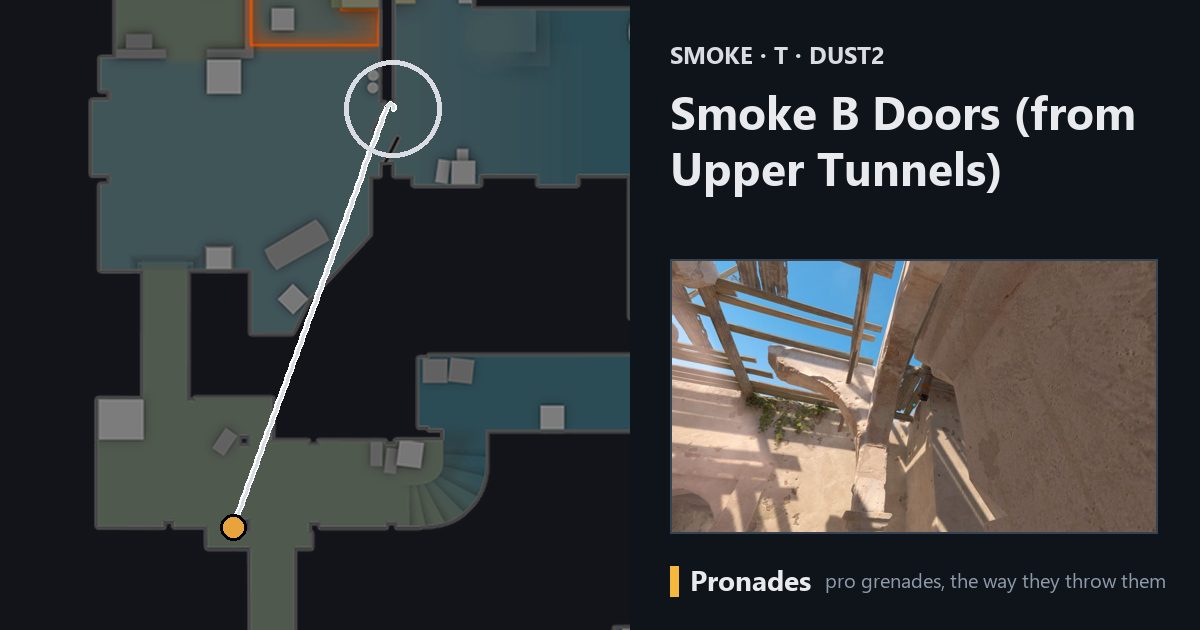 SMOKE · T · DUST2
Smoke B Doors (from
Upper Tunnels)
Pronades pro grenades, the way they throw them